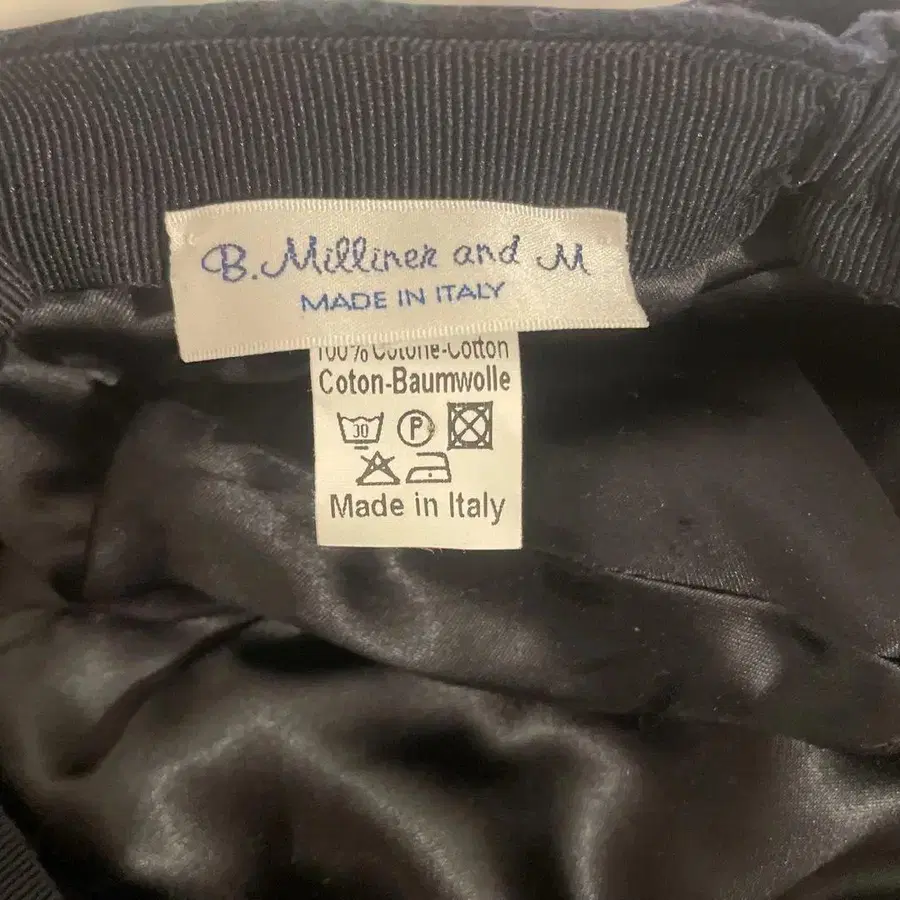 B. Milliner and M
MADE IN ITALY
100% Cotone-Cotton
Coton-Baumwolle
30 P
Made in Italy